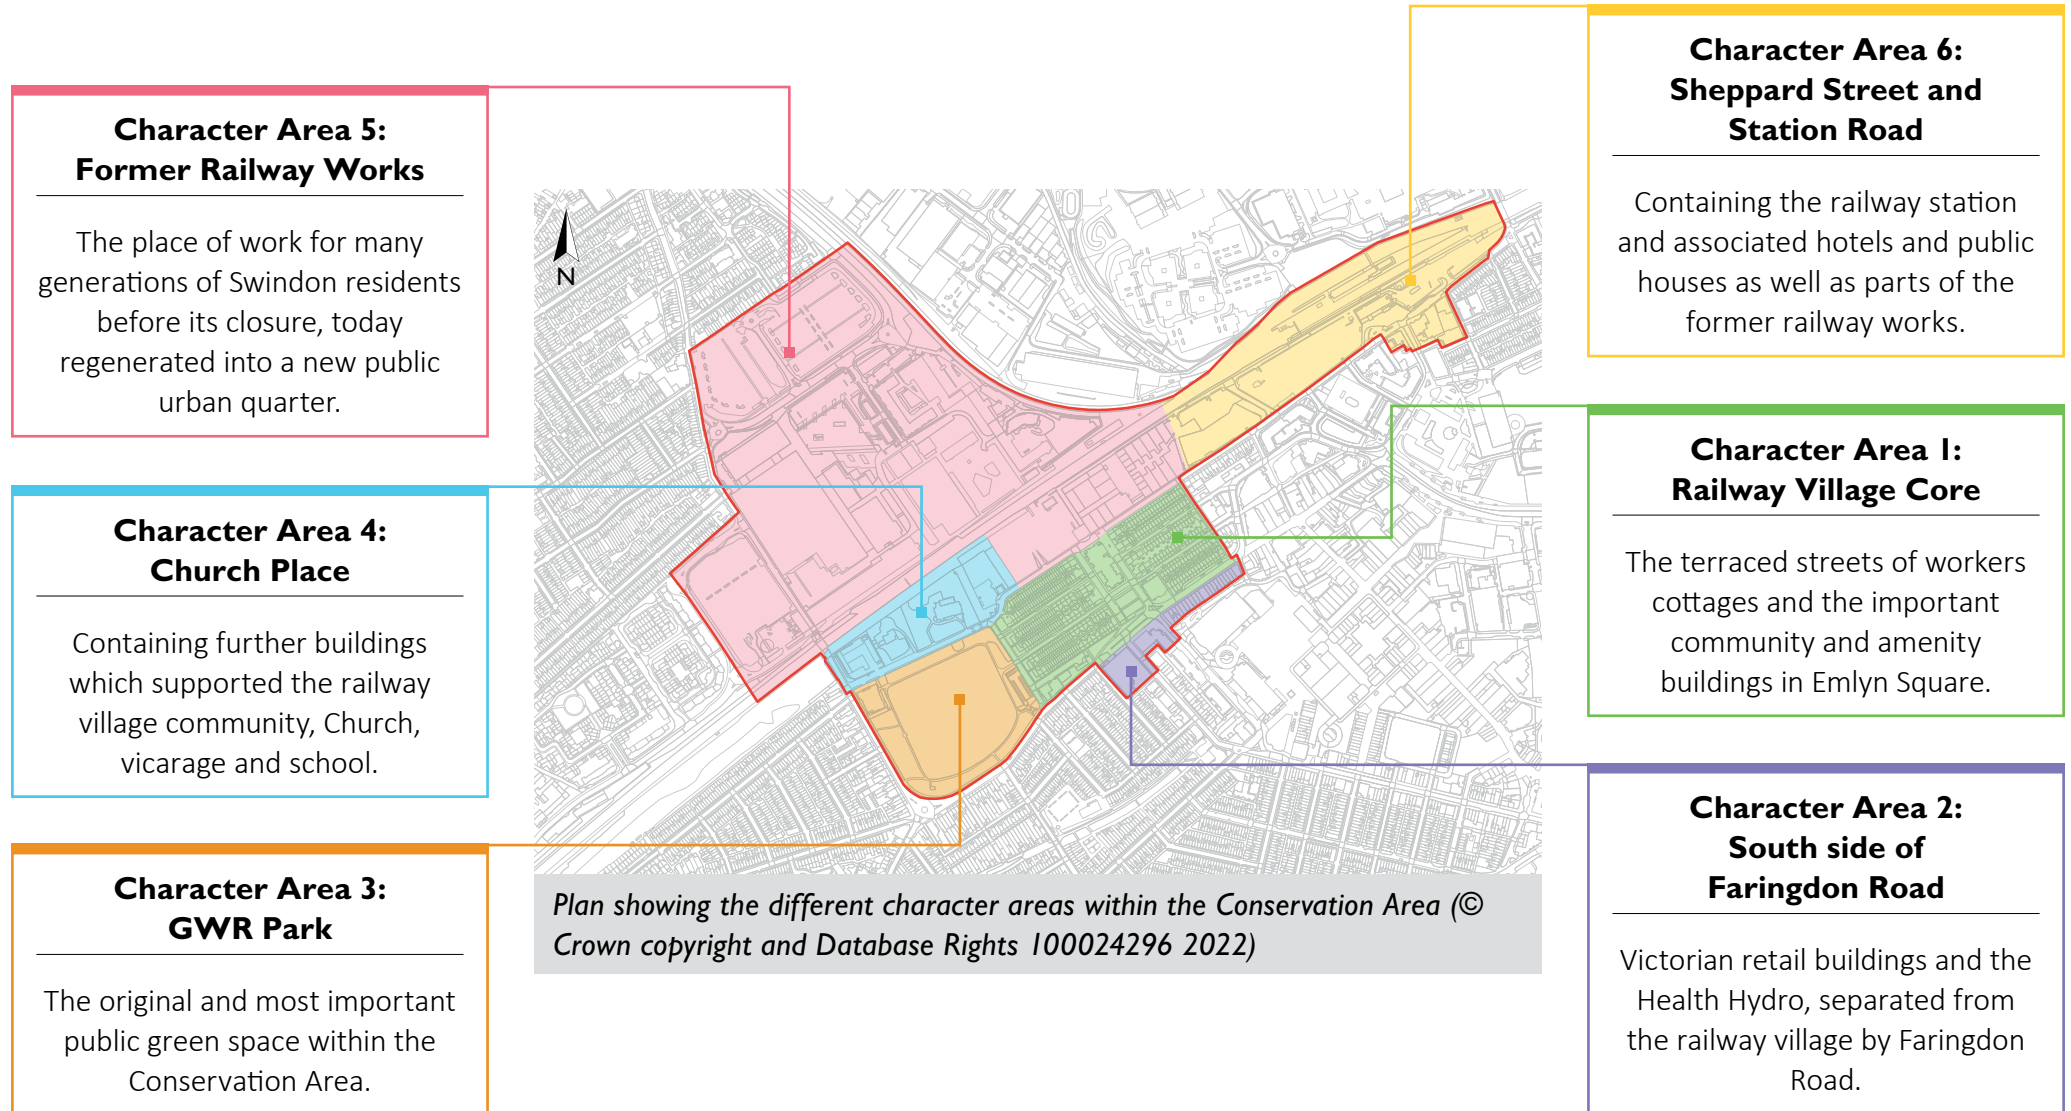 Character Area 5:
Former Railway Works
The place of work for many
generations of Swindon residents
before its closure, today
regenerated into a new public
urban quarter.
Character Area 4:
Church Place
Containing further buildings
which supported the railway
village community, Church,
vicarage and school.
Character Area 3:
GWR Park
The original and most important
public green space within the
Conservation Area.
N
Plan showing the different character areas within the Conservation Area (©
Crown copyright and Database Rights 100024296 2022)
Character Area 6:
Sheppard Street and
Station Road
Containing the railway station
and associated hotels and public
houses as well as parts of the
former railway works.
Character Area 1:
Railway Village Core
The terraced streets of workers
cottages and the important
community and amenity
buildings in Emlyn Square.
Character Area 2:
South side of
Faringdon Road
Victorian retail buildings and the
Health Hydro, separated from
the railway village by Faringdon
Road.